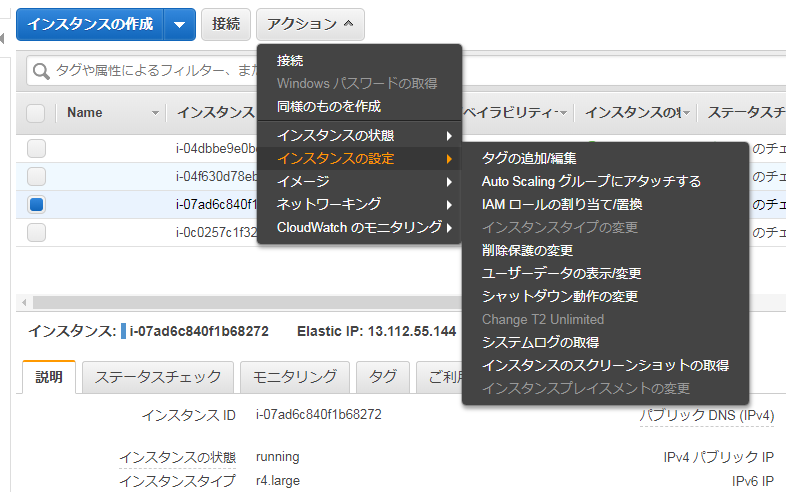 インスタンスの作成 接続 アクション
タグや属性によるフィルター、また
Name インスタンス ベイラビリティー インスタンスの ステータスチ
i-04dbbe9e0b のチェ
i-04f630d78eb のチェ
i-07ad6c840f1 のチェ
i-0c0257c1f32 のチェ
接続
Windows パスワードの取得
同様のものを作成
インスタンスの状態
インスタンスの設定
イメージ
ネットワーキング
CloudWatch のモニタリング
タグの追加/編集
Auto Scaling グループにアタッチする
IAM ロールの割り当て/置換
インスタンスタイプの変更
削除保護の変更
ユーザーデータの表示/変更
シャットダウン動作の変更
Change T2 Unlimited
システムログの取得
インスタンスのスクリーンショットの取得
インスタンスプレイスメントの変更
インスタンス: i-07ad6c840f1b68272 Elastic IP: 13.112.55.144
説明 ステータスチェック モニタリング タグ ご利用
インスタンス ID i-07ad6c840f1b68272 パブリック DNS (IPv4)
インスタンスの状態 running IPv4 パブリック IP
インスタンスタイプ r4.large IPv6 IP